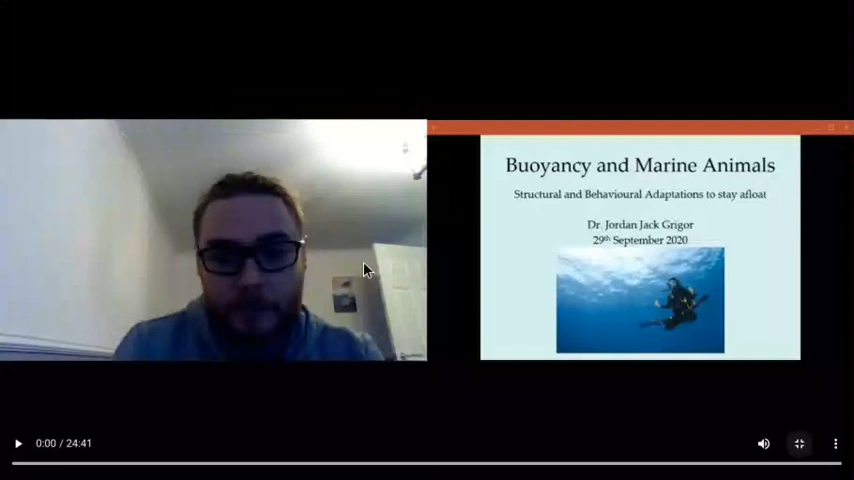 Buoyancy and Marine Animals
Structural and Behavioural Adaptations to stay afloat
Dr. Jordan Jack Grigor
29th September 2020
0:00 / 24:41